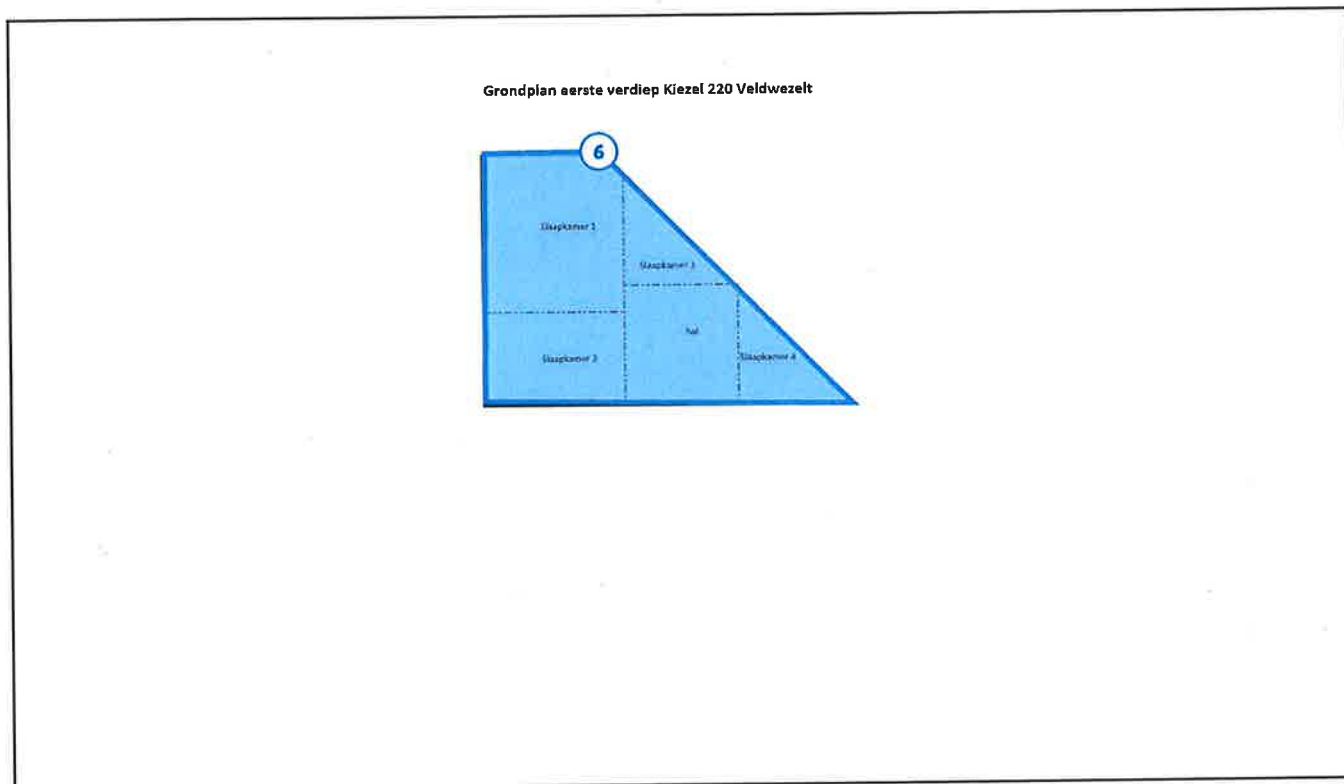 Grondplan eerste verdiep Kiezel 220 Veldwezelt
6
Slaapkamer 1
Slaapkamer 3
hal
Slaapkamer 2
Slaapkamer 4